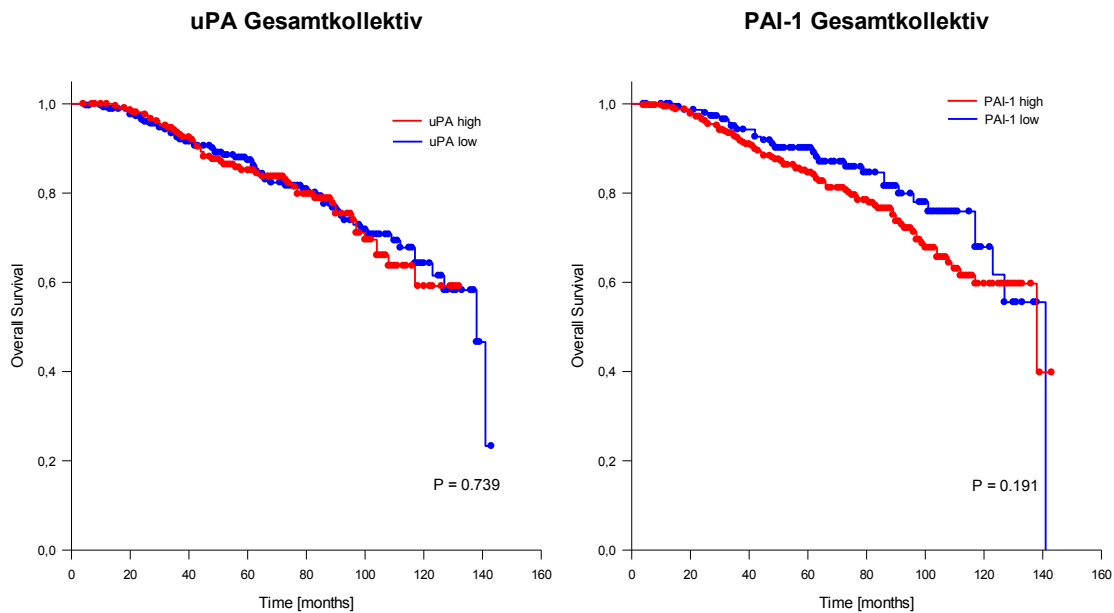 uPA Gesamtkollektiv
1,0
0,8
0,6
0,4
0,2
0,0
Overall Survival
uPA high
uPA low
P = 0.739
0 20 40 60 80 100 120 140 160
Time [months]
PAI-1 Gesamtkollektiv
1,0
0,8
0,6
0,4
0,2
0,0
Overall Survival
PAI-1 high
PAI-1 low
P = 0.191
0 20 40 60 80 100 120 140 160
Time [months]